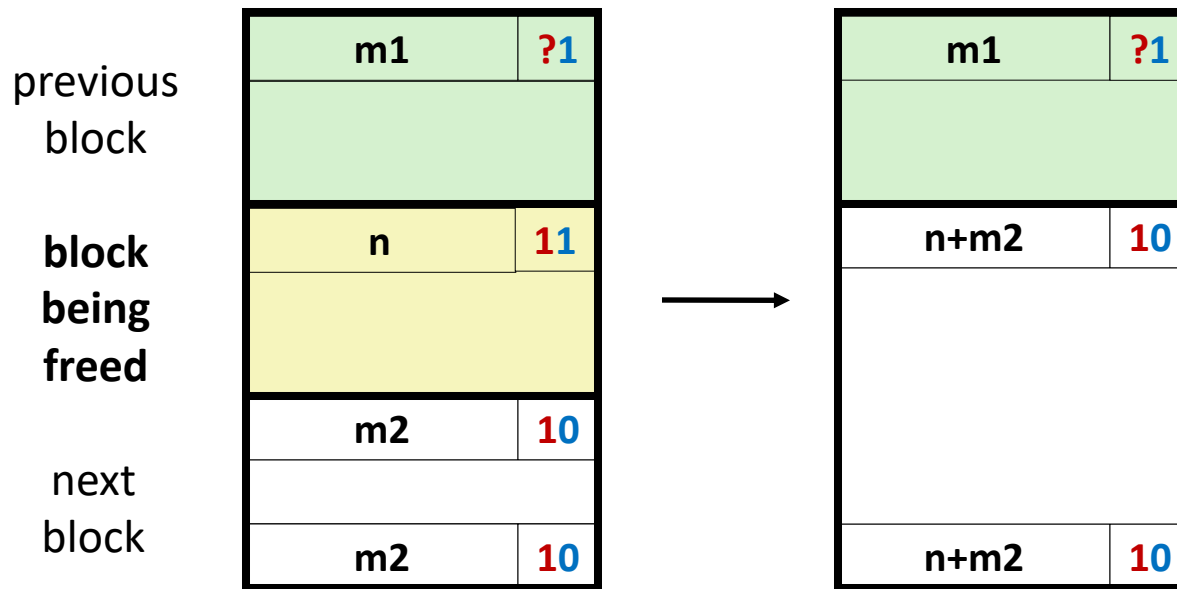 previous
block
block
being
freed
next
block
m1 ?1
n 11
m2 10
m2 10
m1 ?1
n+m2 10
n+m2 10